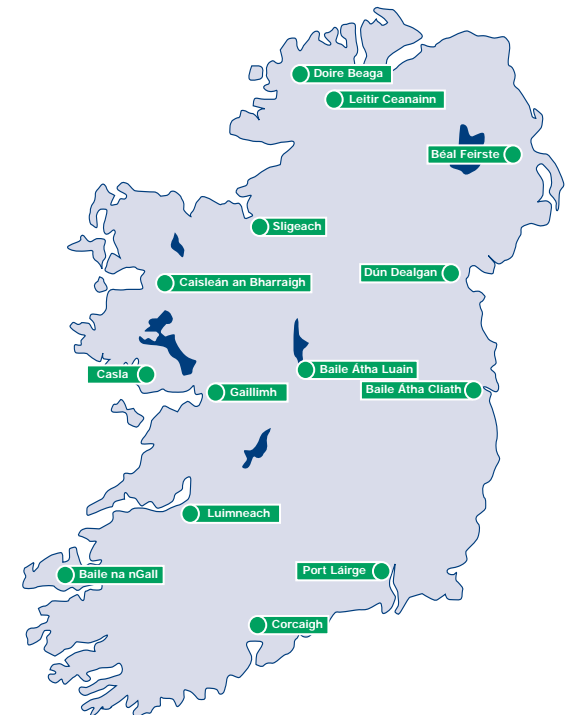 Doire Beaga
Leitir Ceanainn
Béal Feirste
Sligeach
Dún Dealgan
Caisleán an Bharraigh
Baile Átha Luain
Casla
Baile Átha Cliath
Gaillimh
Luimneach
Port Láirge
Baile na nGall
Corcaigh